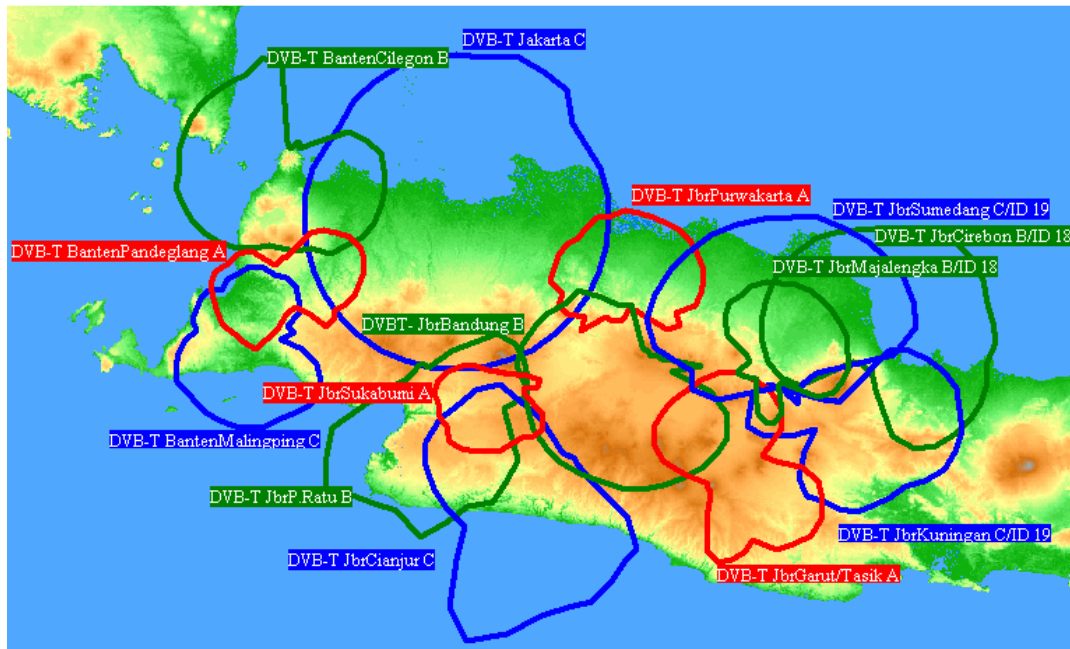 DVB-T Jakarta C
DVB-T BantenCilegon B
DVB-T JbrPurwakarta A
DVB-T JbrSumedang C/ID 19
DVB-T JbrCirebon B/ID 18
DVB-T BantenPandeglang A
DVB-T JbrMajalengka B/ID 18
DVBT- JbrBandung B
DVB-T JbrSukabumi A
DVB-T BantenMalingping C
DVB-T JbrP.Ratu B
DVB-T JbrKuningan C/ID 19
DVB-T JbrCianjur C
DVB-T JbrGarut/Tasik A